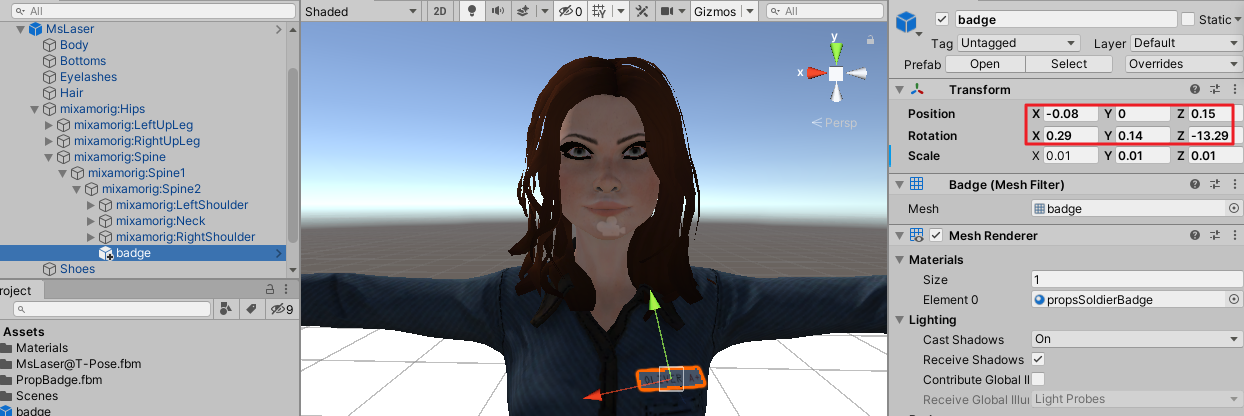 All
Shaded
2D
0
Gizmos
All
badge
Static
Tag Untagged Layer Default
Prefab Open Select Overrides
Transform
Position X -0.08 Y 0 Z 0.15
Rotation X 0.29 Y 0.14 Z -13.29
Scale X 0.01 Y 0.01 Z 0.01
Badge (Mesh Filter)
Mesh badge
Mesh Renderer
Materials
Size 1
Element 0 propsSoldierBadge
Lighting
Cast Shadows On
Receive Shadows
Contribute Global Il
Receive Global Illur Light Probes
MsLaser
Body
Bottoms
Eyelashes
Hair
mixamorig:Hips
mixamorig:LeftUpLeg
mixamorig:RightUpLeg
mixamorig:Spine
mixamorig:Spine1
mixamorig:Spine2
mixamorig:LeftShoulder
mixamorig:Neck
mixamorig:RightShoulder
badge
Shoes
roject
9
Assets
Materials
MsLaser@T-Pose.fbm
PropBadge.fbm
Scenes
badge
y
x
Persp